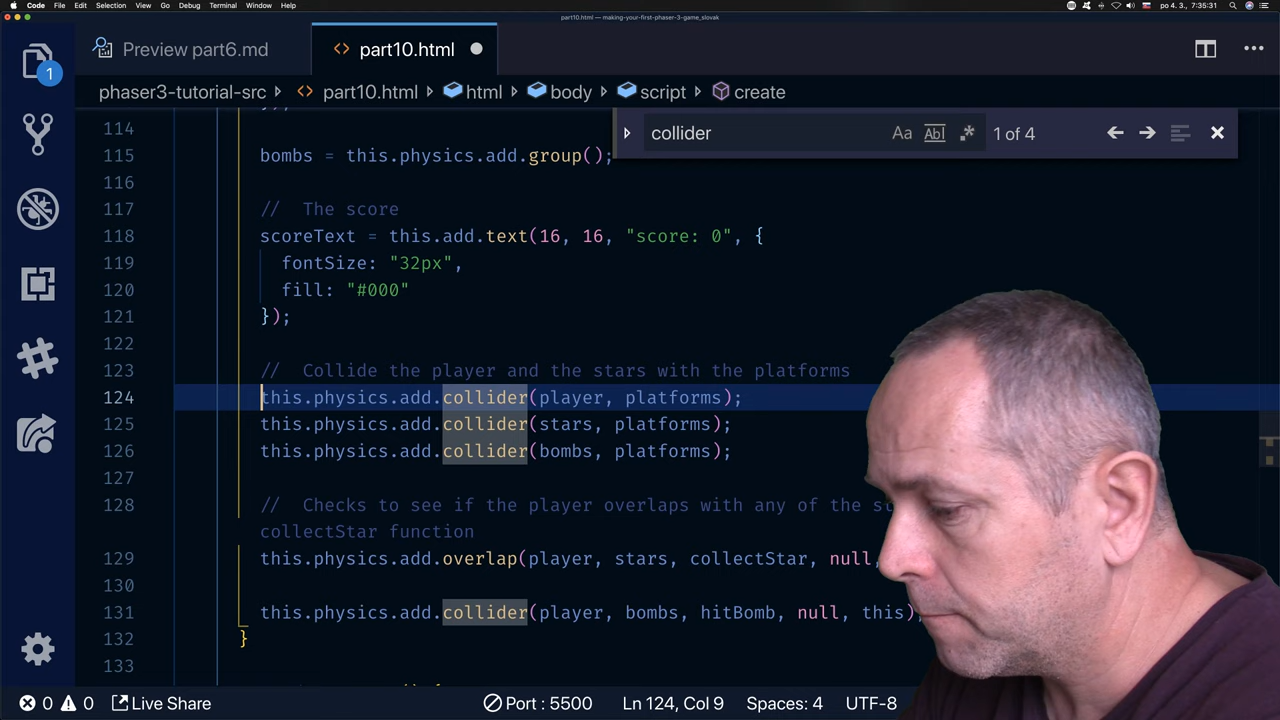 Code File Edit Selection View Go Debug Terminal Window Help po 4. 3., 7:35:31
part10.html — making-your-first-phaser-3-game_slovak
Preview part6.md
part10.html
1
phaser3-tutorial-src part10.html html body script create
collider
Aa Abl .* 1 of 4
114
115 bombs = this.physics.add.group();
116
117 // The score
118 scoreText = this.add.text(16, 16, "score: 0", {
119 fontSize: "32px",
120 fill: "#000"
121 });
122
123 // Collide the player and the stars with the platforms
124 this.physics.add.collider(player, platforms);
125 this.physics.add.collider(stars, platforms);
126 this.physics.add.collider(bombs, platforms);
127
128 // Checks to see if the player overlaps with any of the
collectStar function
129 this.physics.add.overlap(player, stars, collectStar, null,
130
131 this.physics.add.collider(player, bombs, hitBomb, null, this)
132 }
133
0 0 Live Share Port : 5500 Ln 124, Col 9 Spaces: 4 UTF-8